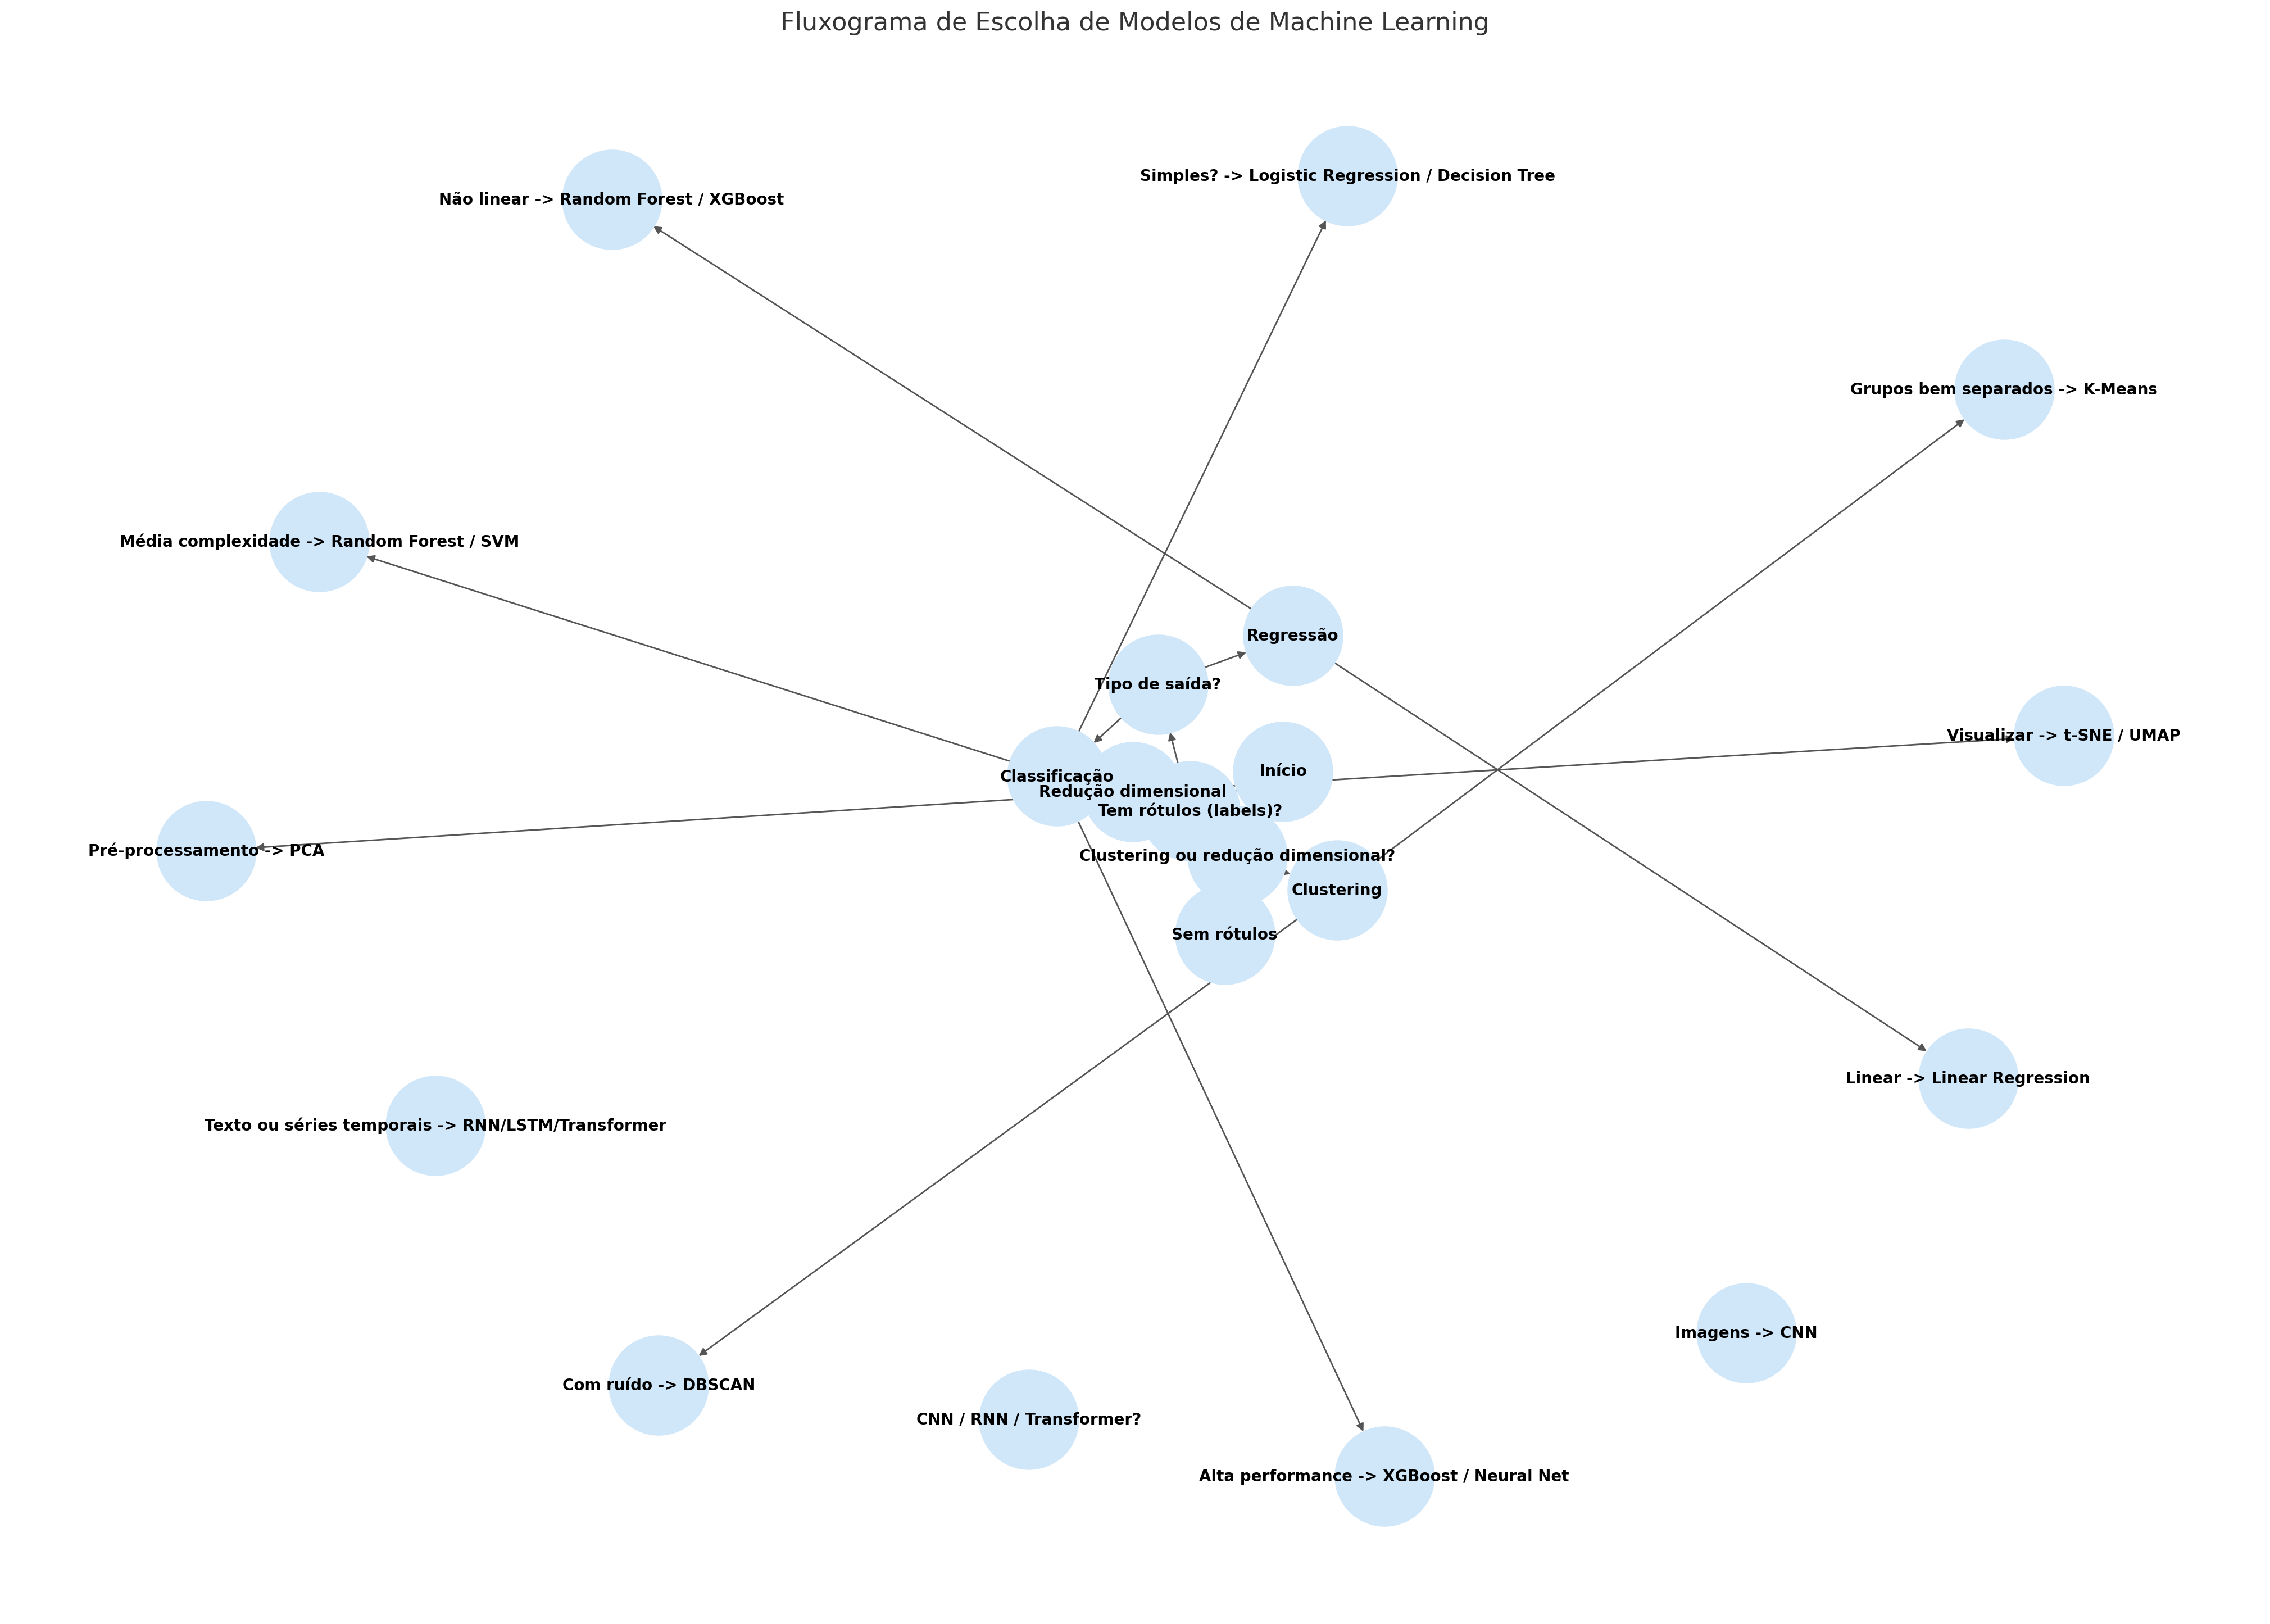 Fluxograma de Escolha de Modelos de Machine Learning
Simples? -> Logistic Regression / Decision Tree
Não linear -> Random Forest / XGBoost
Grupos bem separados -> K-Means
Média complexidade -> Random Forest / SVM
Regressão
Tipo de saída?
Visualizar -> t-SNE / UMAP
Início
Classificação
Redução dimensional
Tem rótulos (labels)?
Pré-processamento -> PCA
Clustering ou redução dimensional?
Clustering
Sem rótulos
Linear -> Linear Regression
Texto ou séries temporais -> RNN/LSTM/Transformer
Imagens -> CNN
Com ruído -> DBSCAN
CNN / RNN / Transformer?
Alta performance -> XGBoost / Neural Net